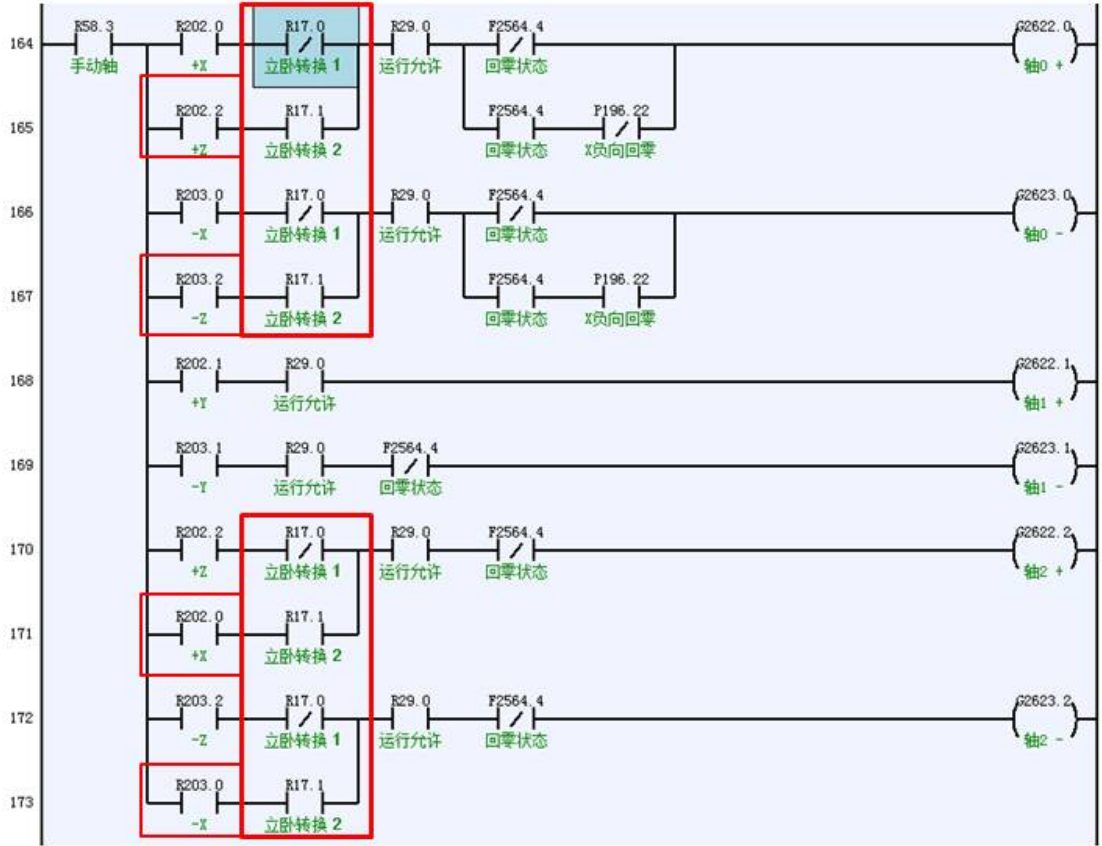 R58.3 R202.0 R17.0 R29.0 F2564.4 G2622.0
164
手动轴 +X 立卧转换 1 运行允许 回零状态 轴0 +
R202.2 R17.1 F2564.4 P196.22
165
+Z 立卧转换 2 回零状态 X负向回零
R203.0 R17.0 R29.0 F2564.4 G2623.0
166
-X 立卧转换 1 运行允许 回零状态 轴0 -
R203.2 R17.1 F2564.4 P196.22
167
-Z 立卧转换 2 回零状态 X负向回零
R202.1 R29.0 G2622.1
168
+Y 运行允许 轴1 +
R203.1 R29.0 F2564.4 G2623.1
169
-Y 运行允许 回零状态 轴1 -
R202.2 R17.0 R29.0 F2564.4 G2622.2
170
+Z 立卧转换 1 运行允许 回零状态 轴2 +
R202.0 R17.1
171
+X 立卧转换 2
R203.2 R17.0 R29.0 F2564.4 G2623.2
172
-Z 立卧转换 1 运行允许 回零状态 轴2 -
R203.0 R17.1
173
-X 立卧转换 2